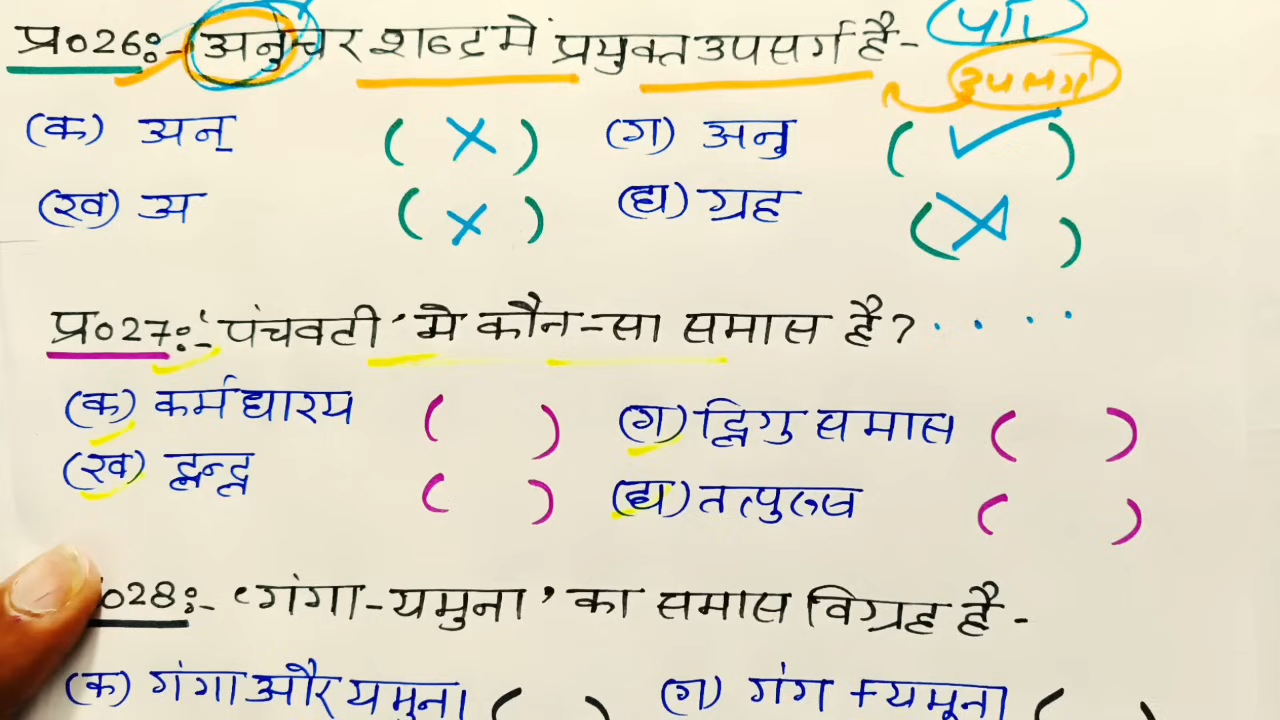 प्र०26:- अनुचर शब्द में प्रयुक्त उपसर्ग है-
उपसर्ग
(क) अन् ( × ) (ग) अनु ( ✓ )
(ख) अ ( × ) (घ) ग्रह ( × )
प्र०27:- 'पंचवटी' मे कौन-सा समास है?
(क) कर्मधारय ( ) (ग) द्विगु समास ( )
(ख) द्वन्द्व ( ) (घ) तत्पुरुष ( )
०28:- 'गंगा-यमुना' का समास विग्रह है-
(क) गंगा और यमुना ( ) (ग) गंग + यमूना ( )